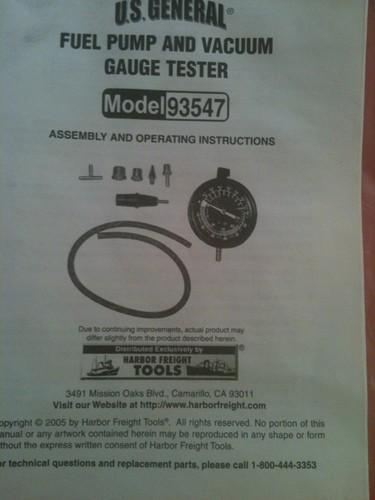 U.S. GENERAL®
FUEL PUMP AND VACUUM
GAUGE TESTER
Model 93547
ASSEMBLY AND OPERATING INSTRUCTIONS
Due to continuing improvements, actual product may
differ slightly from the product described herein.
Distributed Exclusively by
HARBOR FREIGHT
TOOLS®
3491 Mission Oaks Blvd., Camarillo, CA 93011
Visit our Website at http://www.harborfreight.com
opyright © 2005 by Harbor Freight Tools®. All rights reserved. No portion of this
anual or any artwork contained herein may be reproduced in any shape or form
thout the express written consent of Harbor Freight Tools.
r technical questions and replacement parts, please call 1-800-444-3353